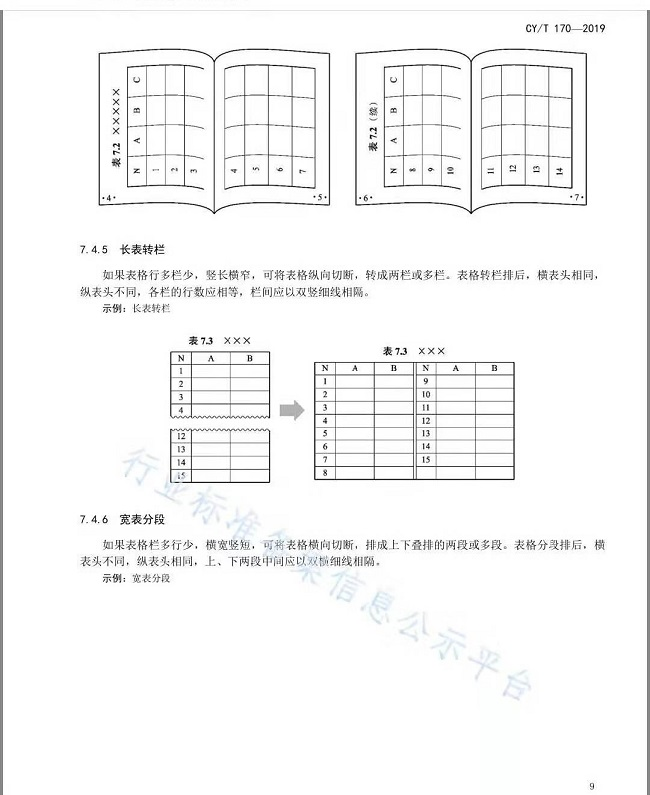 CY/T 170—2019
表 7.2 ×××××
C
B
A
N 1 2 3 4 5 6 7
·4· ·5·
表 7.2（续）
C
B
A
N 8 9 10 11 12 13 14
·6· ·7·
7.4.5 长表转栏
如果表格行多栏少，竖长横窄，可将表格纵向切断，转成两栏或多栏。表格转栏排后，横表头相同，
纵表头不同，各栏的行数应相等，栏间应以双竖细线相隔。
示例：长表转栏
表 7.3 ×××
N A B
1
2
3
4
12
13
14
15
表 7.3 ×××
N A B N A B
1 9
2 10
3 11
4 12
5 13
6 14
7 15
8
7.4.6 宽表分段
如果表格栏多行少，横宽竖短，可将表格横向切断，排成上下叠排的两段或多段。表格分段排后，横
表头不同，纵表头相同，上、下两段中间应以双横细线相隔。
示例：宽表分段
行业标准备案信息公示平台
9